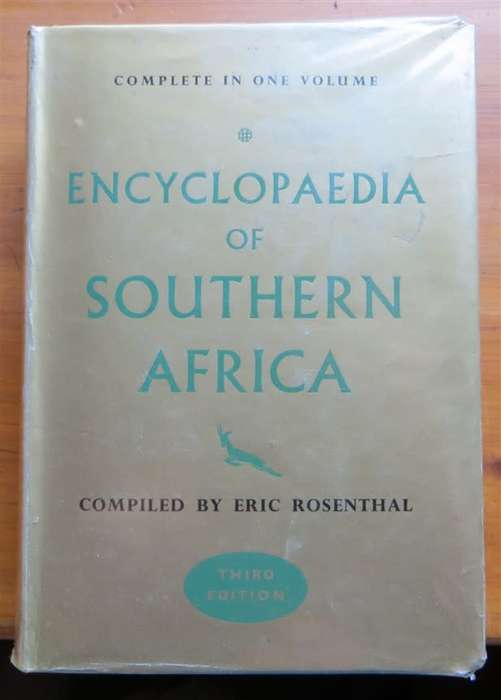 COMPLETE IN ONE VOLUME
ENCYCLOPAEDIA
OF
SOUTHERN
AFRICA
COMPILED BY ERIC ROSENTHAL
THIRD
EDITION